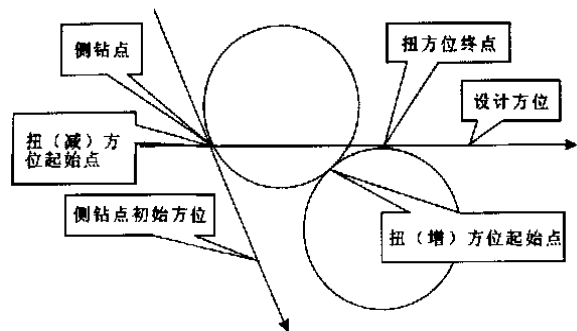 侧钻点
扭方位终点
设计方位
扭（减）方
位起始点
侧钻点初始方位
扭（增）方位起始点